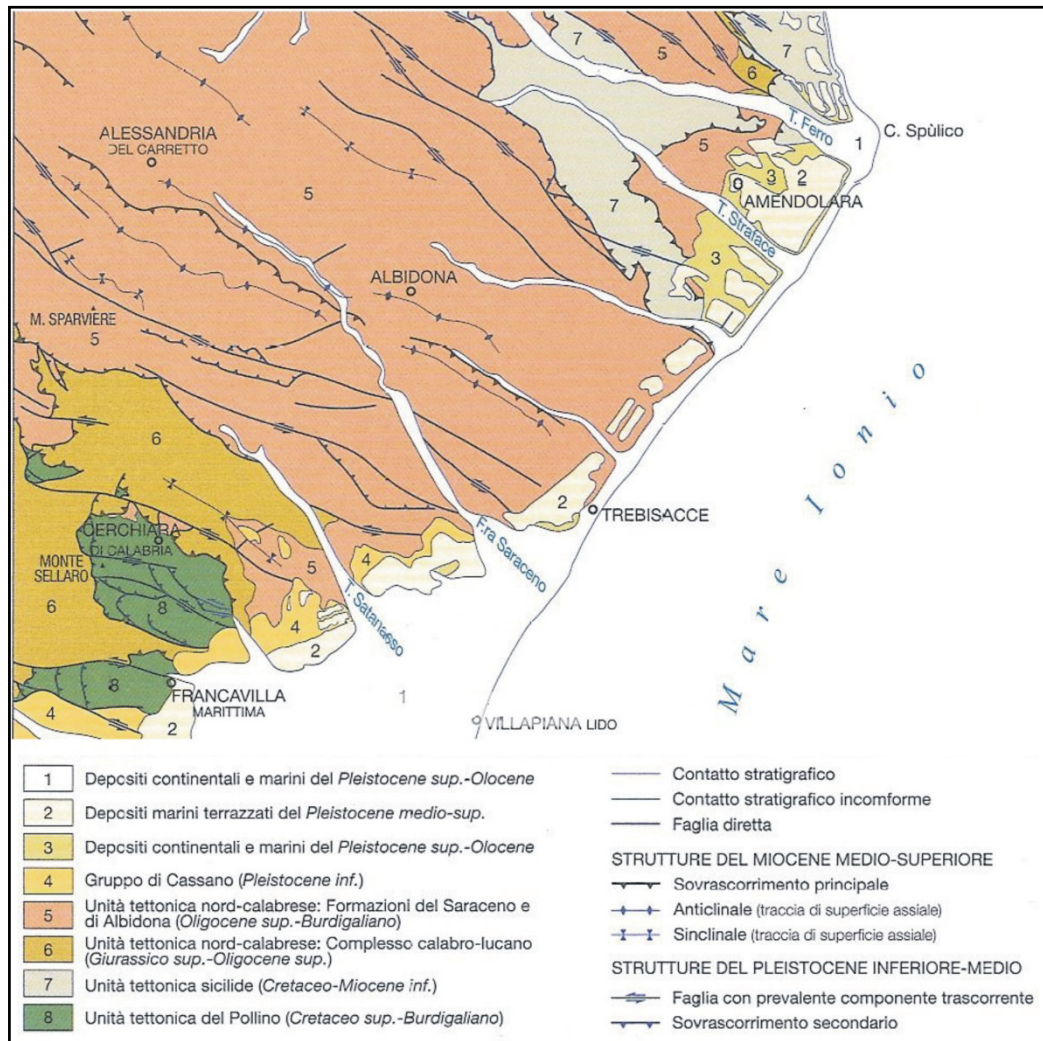 7
5
6
7
T. Ferro
1
C. Spùlico
ALESSANDRIA
DEL CARRETTO
5
5
3
2
AMENDOLARA
7
T. Straface
3
ALBIDONA
1
M. SPARVIERE
5
6
2
TREBISACCE
CERCHIARA
DI CALABRIA
4
F.ra Saraceno
MONTE
SELLARO
5
6
8
4
T. Satanasso
2
8
FRANCAVILLA
MARITTIMA
1
4
2
VILLAPIANA LIDO
Mare Ionio
1 Depositi continentali e marini del Pleistocene sup.-Olocene
2 Depositi marini terrazzati del Pleistocene medio-sup.
3 Depositi continentali e marini del Pleistocene sup.-Olocene
4 Gruppo di Cassano (Pleistocene inf.)
5 Unità tettonica nord-calabrese: Formazioni del Saraceno e
di Albidona (Oligocene sup.-Burdigaliano)
6 Unità tettonica nord-calabrese: Complesso calabro-lucano
(Giurassico sup.-Oligocene sup.)
7 Unità tettonica sicilide (Cretaceo-Miocene inf.)
8 Unità tettonica del Pollino (Cretaceo sup.-Burdigaliano)
Contatto stratigrafico
Contatto stratigrafico incomforme
Faglia diretta
STRUTTURE DEL MIOCENE MEDIO-SUPERIORE
Sovrascorrimento principale
Anticlinale (traccia di superficie assiale)
Sinclinale (traccia di superficie assiale)
STRUTTURE DEL PLEISTOCENE INFERIORE-MEDIO
Faglia con prevalente componente trascorrente
Sovrascorrimento secondario